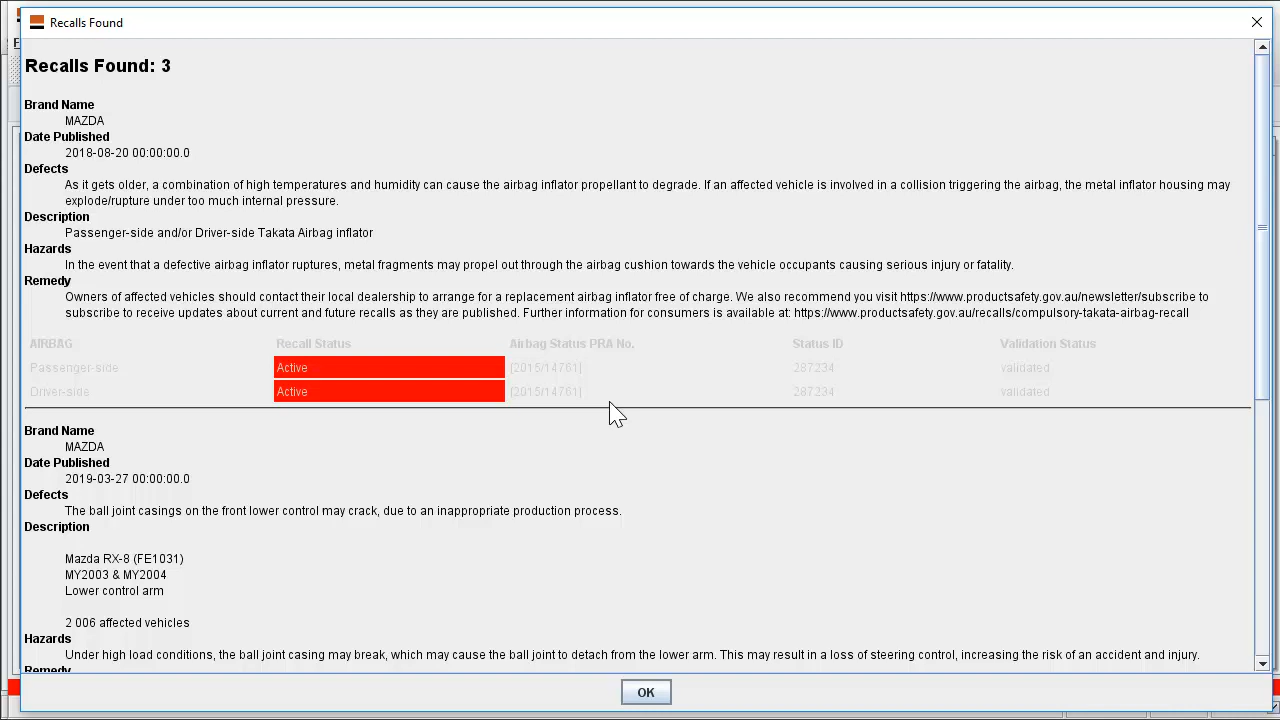 Recalls Found
Recalls Found: 3
Brand Name
MAZDA
Date Published
2018-08-20 00:00:00.0
Defects
As it gets older, a combination of high temperatures and humidity can cause the airbag inflator propellant to degrade. If an affected vehicle is involved in a collision triggering the airbag, the metal inflator housing may
explode/rupture under too much internal pressure.
Description
Passenger-side and/or Driver-side Takata Airbag inflator
Hazards
In the event that a defective airbag inflator ruptures, metal fragments may propel out through the airbag cushion towards the vehicle occupants causing serious injury or fatality.
Remedy
Owners of affected vehicles should contact their local dealership to arrange for a replacement airbag inflator free of charge. We also recommend you visit https://www.productsafety.gov.au/newsletter/subscribe to
subscribe to receive updates about current and future recalls as they are published. Further information for consumers is available at: https://www.productsafety.gov.au/recalls/compulsory-takata-airbag-recall
AIRBAG Recall Status Airbag Status PRA No. Status ID Validation Status
Passenger-side Active [2015/14761] 287234 validated
Driver-side Active [2015/14761] 287234 validated
Brand Name
MAZDA
Date Published
2019-03-27 00:00:00.0
Defects
The ball joint casings on the front lower control may crack, due to an inappropriate production process.
Description
Mazda RX-8 (FE1031)
MY2003 & MY2004
Lower control arm
2 006 affected vehicles
Hazards
Under high load conditions, the ball joint casing may break, which may cause the ball joint to detach from the lower arm. This may result in a loss of steering control, increasing the risk of an accident and injury.
Remedy
OK